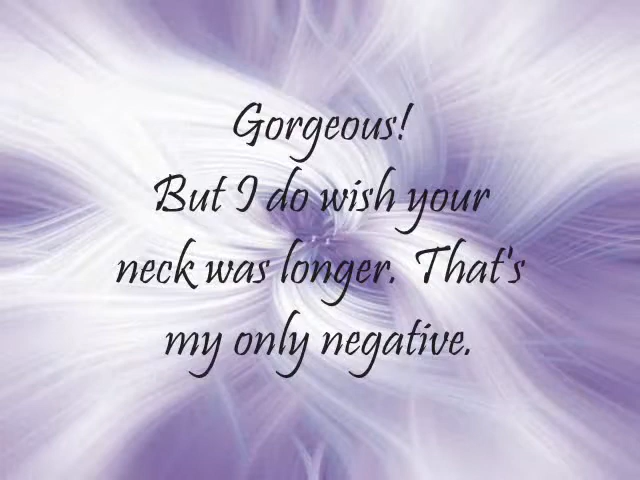 Gorgeous!
But I do wish your
neck was longer. That's
my only negative.